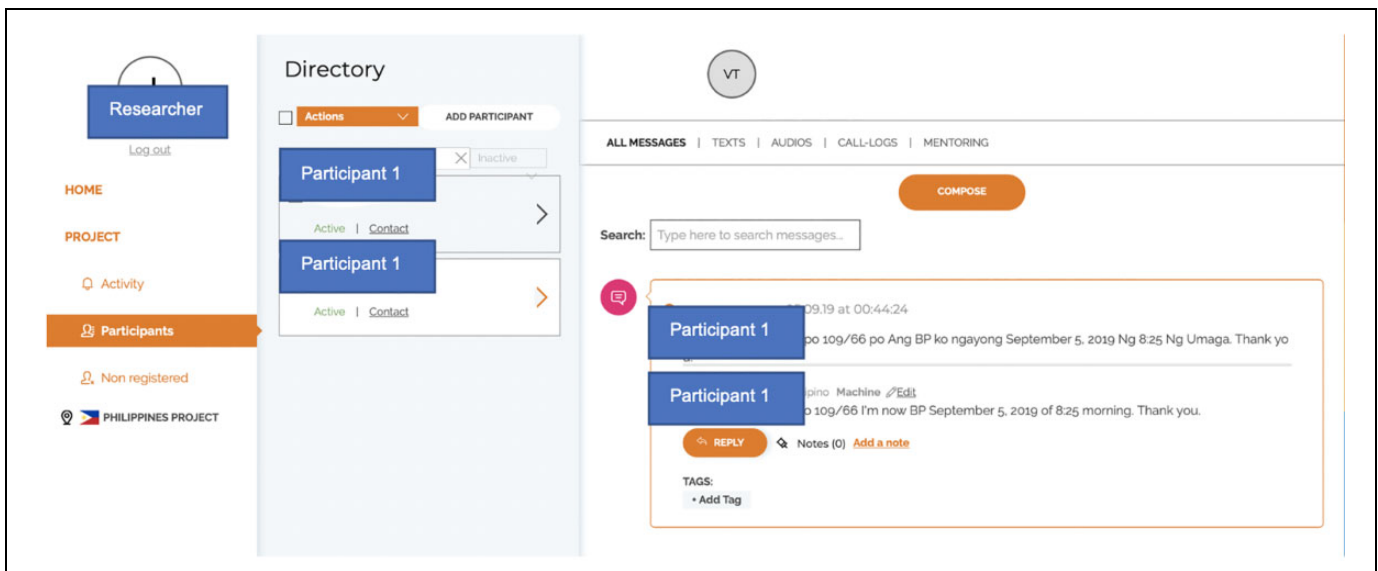 Researcher
Log out
HOME
PROJECT
Activity
Participants
Non registered
PHILIPPINES PROJECT
Directory
Actions
ADD PARTICIPANT
Participant 1
Inactive
Active | Contact
Participant 1
Active | Contact
VT
ALL MESSAGES | TEXTS | AUDIOS | CALL-LOGS | MENTORING
COMPOSE
Search: Type here to search messages...
09.19 at 00:44:24
Participant 1
po 109/66 po Ang BP ko ngayong September 5, 2019 Ng 8:25 Ng Umaga. Thank yo
Participant 1
Machine Edit
109/66 I'm now BP September 5, 2019 of 8:25 morning. Thank you.
REPLY Notes (0) Add a note
TAGS:
+ Add Tag